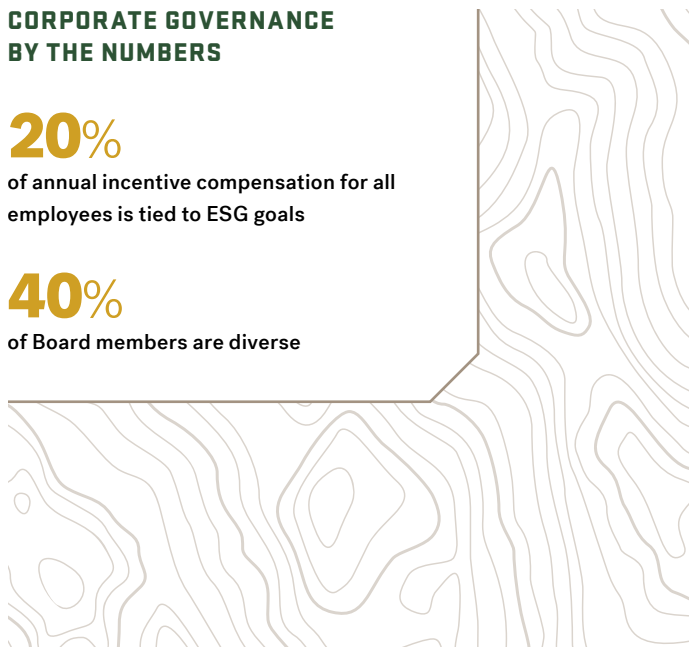 CORPORATE GOVERNANCE
BY THE NUMBERS
20%
of annual incentive compensation for all
employees is tied to ESG goals
40%
of Board members are diverse